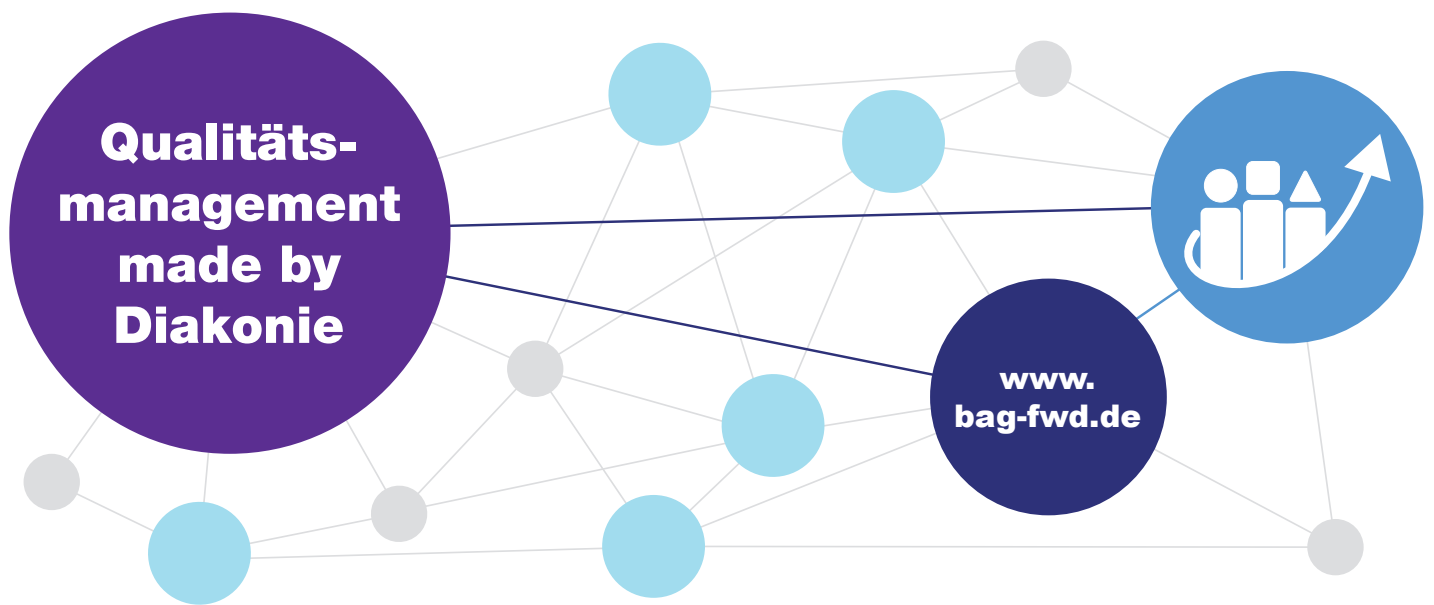 Qualitäts-
management
made by
Diakonie
www.
bag-fwd.de